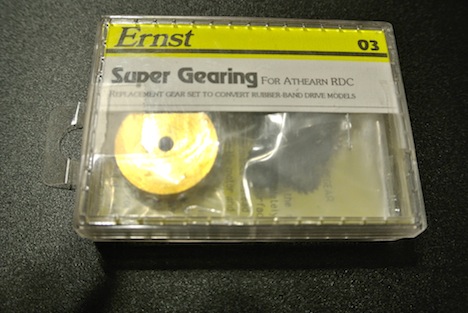 Ernst
03
Super Gearing FOR ATHEARN RDC
REPLACEMENT GEAR SET TO CONVERT RUBBER-BAND DRIVE MODELS